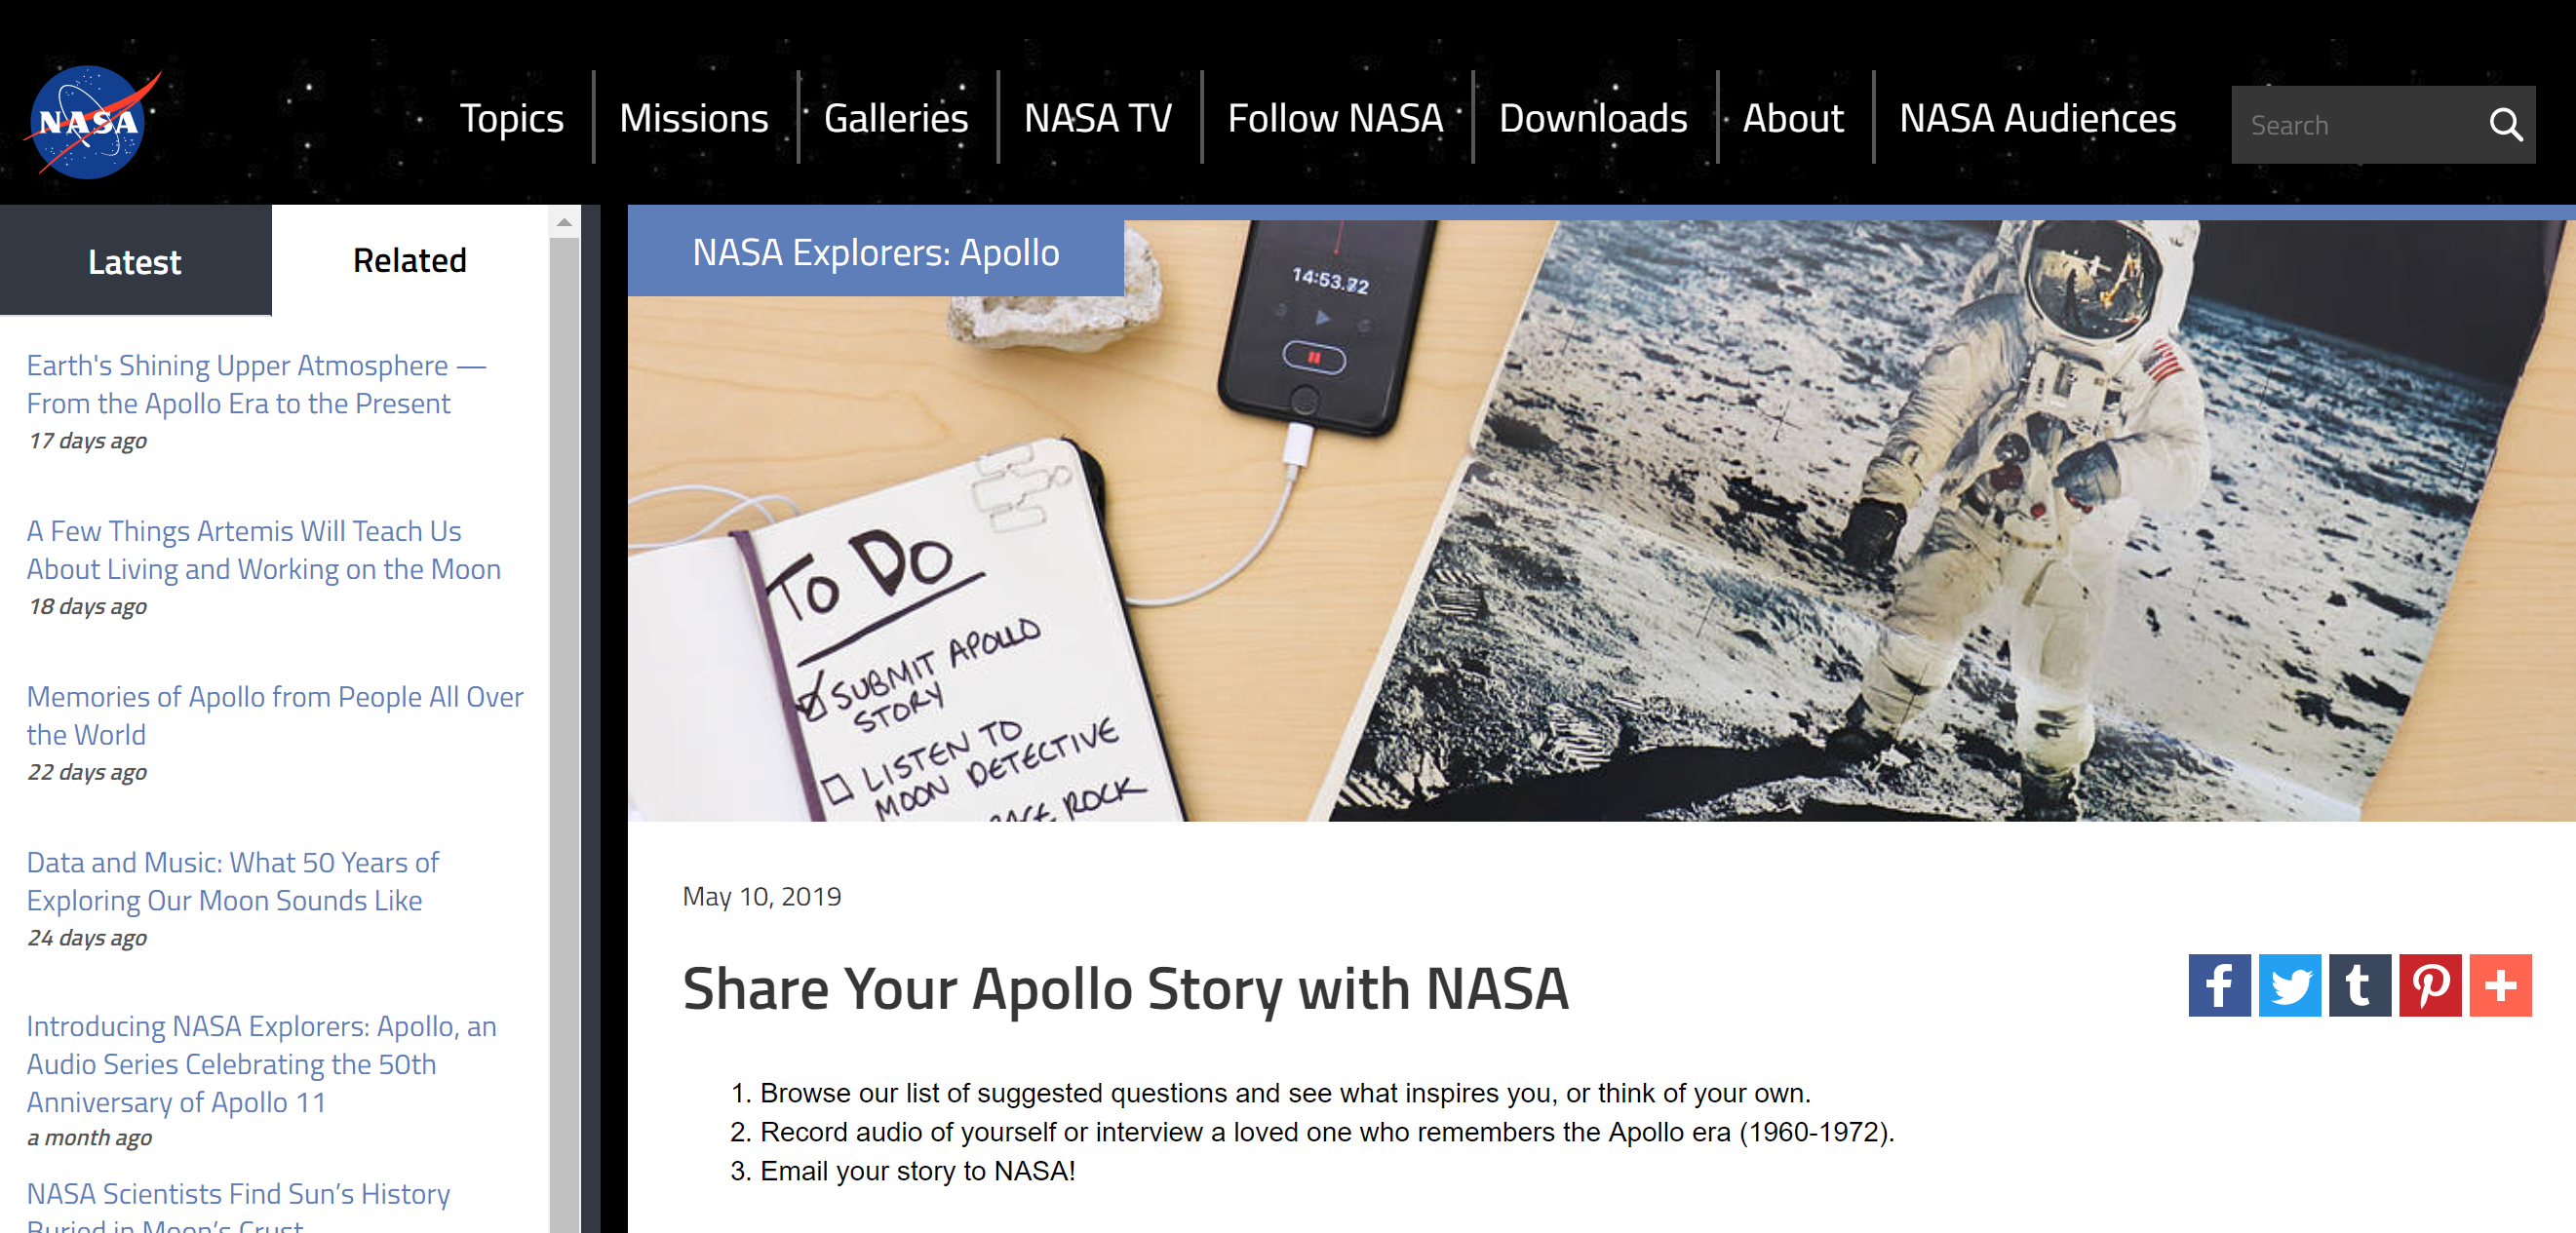 NASA
Topics
Missions
Galleries
NASA TV
Follow NASA
Downloads
About
NASA Audiences
Search
Latest
Related
Earth's Shining Upper Atmosphere —
From the Apollo Era to the Present
17 days ago
A Few Things Artemis Will Teach Us
About Living and Working on the Moon
18 days ago
Memories of Apollo from People All Over
the World
22 days ago
Data and Music: What 50 Years of
Exploring Our Moon Sounds Like
24 days ago
Introducing NASA Explorers: Apollo, an
Audio Series Celebrating the 50th
Anniversary of Apollo 11
a month ago
NASA Scientists Find Sun’s History
Buried in Moon’s Crust
NASA Explorers: Apollo
To Do
SUBMIT APOLLO
STORY
LISTEN TO
MOON DETECTIVE
ROCK
May 10, 2019
Share Your Apollo Story with NASA
1. Browse our list of suggested questions and see what inspires you, or think of your own.
2. Record audio of yourself or interview a loved one who remembers the Apollo era (1960-1972).
3. Email your story to NASA!